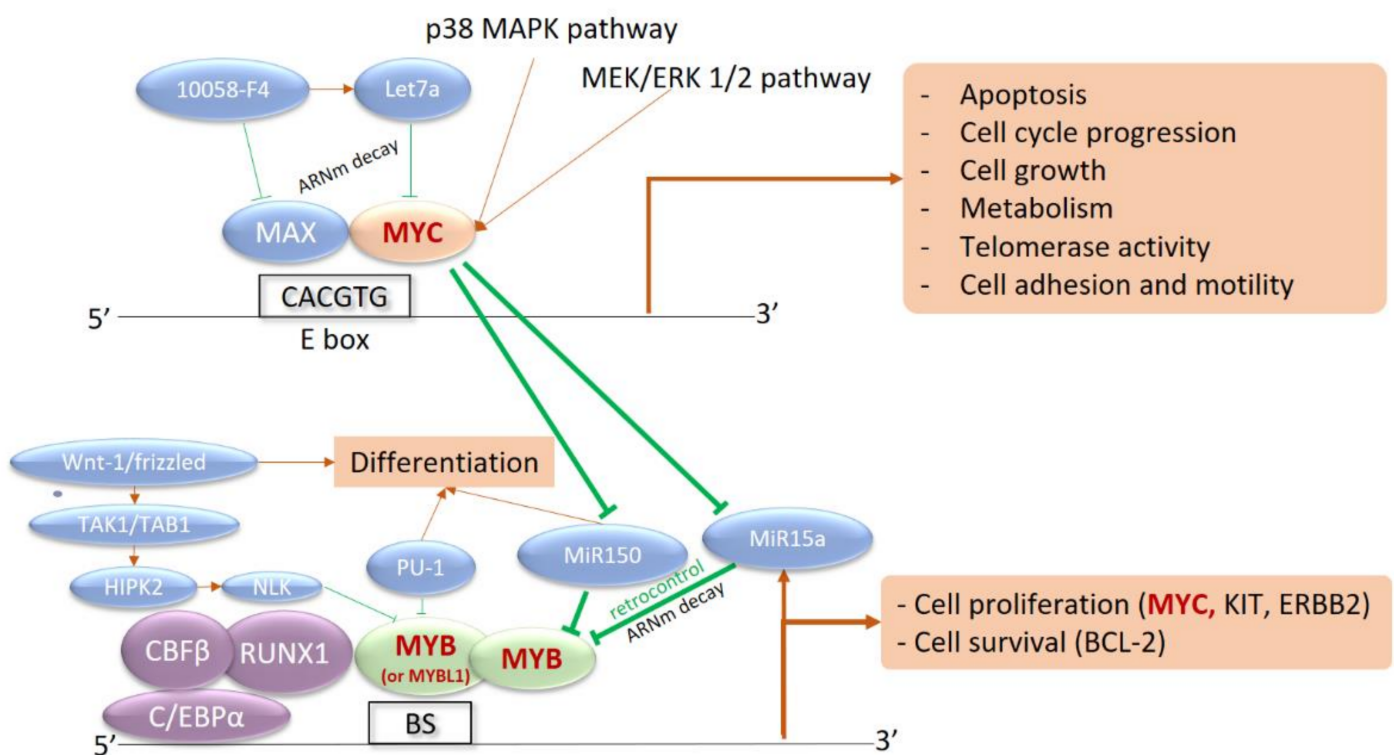 p38 MAPK pathway
MEK/ERK 1/2 pathway
10058-F4
Let7a
ARNm decay
MAX
MYC
CACGTG
5’
3’
E box
- Apoptosis
- Cell cycle progression
- Cell growth
- Metabolism
- Telomerase activity
- Cell adhesion and motility
Wnt-1/frizzled
Differentiation
TAK1/TAB1
HIPK2
NLK
PU-1
MiR150
MiR15a
retrocontrol
ARNm decay
CBFβ
RUNX1
C/EBPα
MYB
(or MYBL1)
MYB
BS
5’
3’
- Cell proliferation (MYC, KIT, ERBB2)
- Cell survival (BCL-2)